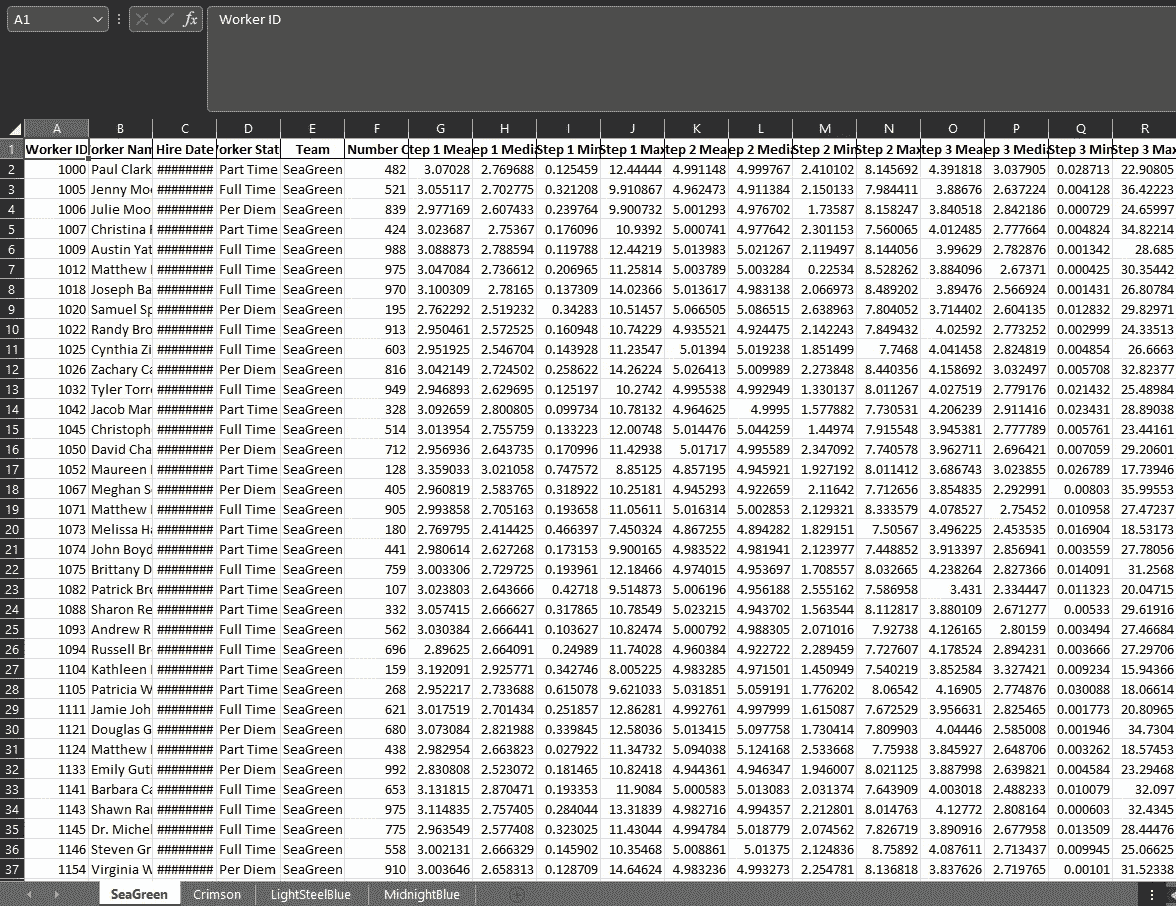 A1
fx
Worker ID
A B C D E F G H I J K L M N O P Q R
1 Worker ID orker Nam Hire Date orker Stat Team Number C tep 1 Mea ep 1 Media Step 1 Min Step 1 Max tep 2 Mea ep 2 Media Step 2 Min Step 2 Max tep 3 Mea ep 3 Media Step 3 Min Step 3 Max
2 1000 Paul Clark ######## Part Time SeaGreen 482 3.07028 2.769688 0.125459 12.44444 4.991148 4.999767 2.410102 8.145692 4.391818 3.037905 0.028713 22.90805
3 1005 Jenny Moo ######## Full Time SeaGreen 521 3.055117 2.702775 0.321208 9.910867 4.962473 4.911384 2.150133 7.984411 3.88676 2.637224 0.004128 36.42223
4 1006 Julie Moo ######## Per Diem SeaGreen 839 2.977169 2.607433 0.239764 9.900732 5.001293 4.976702 1.73587 8.158247 3.840518 2.842186 0.000729 24.65997
5 1007 Christina ######## Part Time SeaGreen 424 3.023687 2.75367 0.176096 10.9392 5.000741 4.977642 2.301153 7.560065 4.012485 2.777664 0.004824 34.82214
6 1009 Austin Yat ######## Full Time SeaGreen 988 3.088873 2.788594 0.119788 12.44219 5.013983 5.021267 2.119497 8.144056 3.99629 2.782876 0.001342 28.685
7 1012 Matthew ######## Full Time SeaGreen 975 3.047084 2.736612 0.206965 11.25814 5.003789 5.003284 0.22534 8.528262 3.884096 2.67371 0.000425 30.35442
8 1018 Joseph Ba ######## Full Time SeaGreen 970 3.100309 2.78165 0.137309 14.02366 5.013617 4.983138 2.066973 8.489202 3.89476 2.566924 0.001431 26.80784
9 1020 Samuel Sp ######## Per Diem SeaGreen 195 2.762292 2.519232 0.34283 10.51457 5.066505 5.086515 2.638963 7.804052 3.714402 2.604135 0.012832 29.82971
10 1022 Randy Bro ######## Full Time SeaGreen 913 2.950461 2.572525 0.160948 10.74229 4.935521 4.924475 2.142243 7.849432 4.02592 2.773252 0.002999 24.33513
11 1025 Cynthia Zi ######## Full Time SeaGreen 603 2.951925 2.546704 0.143928 11.23547 5.01394 5.019238 1.851499 7.7468 4.041458 2.824819 0.004854 26.6663
12 1026 Zachary Ca ######## Per Diem SeaGreen 816 3.042149 2.724502 0.258622 14.26224 5.026413 5.009989 2.273848 8.440356 4.158692 3.032497 0.005708 32.82377
13 1032 Tyler Torre ######## Full Time SeaGreen 949 2.946893 2.629695 0.125197 10.2742 4.995538 4.992949 1.330137 8.011267 4.027519 2.779176 0.021432 25.48984
14 1042 Jacob Mar ######## Part Time SeaGreen 328 3.092659 2.800805 0.099734 10.78132 4.964625 4.9995 1.577882 7.730531 4.206239 2.911416 0.023431 28.89038
15 1045 Christoph ######## Full Time SeaGreen 514 3.013954 2.755759 0.133223 12.00748 5.014476 5.044259 1.44974 7.915548 3.945381 2.777789 0.005761 23.44161
16 1050 David Cha ######## Per Diem SeaGreen 712 2.956936 2.643735 0.170996 11.42938 5.01717 4.995589 2.347092 7.740578 3.962711 2.696421 0.007059 29.20601
17 1052 Maureen ######## Part Time SeaGreen 128 3.359033 3.021058 0.747572 8.85125 4.857195 4.945921 1.927192 8.011412 3.686743 3.023855 0.026789 17.73946
18 1067 Meghan S ######## Per Diem SeaGreen 405 2.960819 2.583765 0.318922 10.25181 4.945293 4.922659 2.11642 7.712656 3.854835 2.292991 0.00803 35.99553
19 1071 Matthew ######## Full Time SeaGreen 905 2.993858 2.705163 0.193658 11.05611 5.016314 5.002853 2.129321 8.333579 4.078527 2.75452 0.010958 27.47237
20 1073 Melissa Ha ######## Part Time SeaGreen 180 2.769795 2.414425 0.466397 7.450324 4.867255 4.894282 1.829151 7.50567 3.496225 2.453535 0.016904 18.53173
21 1074 John Boyd ######## Part Time SeaGreen 441 2.980614 2.627268 0.173153 9.900165 4.983522 4.981941 2.123977 7.448852 3.913397 2.856941 0.003559 27.78056
22 1075 Brittany D ######## Full Time SeaGreen 759 3.003306 2.729725 0.193961 12.18466 4.974015 4.953697 1.708557 8.032665 4.238264 2.827366 0.014091 31.2568
23 1082 Patrick Bro ######## Part Time SeaGreen 107 3.023803 2.643666 0.42718 9.514873 5.006196 4.956188 2.555162 7.586958 3.431 2.334447 0.011323 20.04715
24 1088 Sharon Re ######## Part Time SeaGreen 332 3.057415 2.666627 0.317865 10.78549 5.023215 4.943702 1.563544 8.112817 3.880109 2.671277 0.00533 29.61916
25 1093 Andrew R ######## Full Time SeaGreen 562 3.030384 2.666441 0.103627 10.82474 5.000792 4.988305 2.071016 7.92738 4.126165 2.80159 0.003494 27.46684
26 1094 Russell Br ######## Full Time SeaGreen 696 2.89625 2.664091 0.24989 11.74028 4.960384 4.922722 2.289459 7.727607 4.178524 2.894231 0.003666 27.29706
27 1104 Kathleen ######## Part Time SeaGreen 159 3.192091 2.925771 0.342746 8.005225 4.983385 4.971501 1.450949 7.540219 3.852584 3.327421 0.009234 15.94366
28 1105 Patricia W ######## Part Time SeaGreen 268 2.952217 2.733688 0.615078 9.621033 5.031851 5.059191 1.776202 8.06542 4.16905 2.774876 0.030088 18.06614
29 1111 Jamie Joh ######## Full Time SeaGreen 621 3.017519 2.701434 0.251857 12.86281 4.992761 4.997999 1.615087 7.672529 3.956631 2.825465 0.001773 20.80965
30 1121 Douglas G ######## Per Diem SeaGreen 680 3.073084 2.821988 0.339845 12.58036 5.013415 5.097758 1.730414 7.809903 4.04446 2.585008 0.001946 34.7304
31 1124 Matthew ######## Part Time SeaGreen 438 2.982954 2.663823 0.027922 11.34732 5.094038 5.124168 2.533668 7.75938 3.845927 2.648706 0.003262 18.57453
32 1133 Emily Guti ######## Per Diem SeaGreen 992 2.830808 2.523072 0.181465 10.82418 4.944361 4.946347 1.946007 8.021125 3.887998 2.639821 0.004584 23.29468
33 1141 Barbara Ca ######## Full Time SeaGreen 653 3.131815 2.870471 0.193353 11.9084 5.000583 5.013083 2.031374 7.643909 4.003018 2.488233 0.010079 32.097
34 1143 Shawn Rar ######## Full Time SeaGreen 975 3.114835 2.757405 0.284044 13.31839 4.982716 4.994357 2.212801 8.014763 4.12772 2.808164 0.000603 32.4345
35 1145 Dr. Michel ######## Full Time SeaGreen 775 2.963549 2.577408 0.323025 11.43044 4.994784 5.018779 2.074562 7.826719 3.890916 2.677958 0.013509 28.44476
36 1146 Steven Gr ######## Full Time SeaGreen 558 3.002131 2.666329 0.145902 10.35468 5.008861 5.01375 2.124836 8.75892 4.087611 2.713437 0.009945 25.06625
37 1154 Virginia W ######## Per Diem SeaGreen 910 3.003646 2.658313 0.128709 14.64624 4.983236 4.993273 2.254781 8.136818 3.837626 2.719765 0.00101 31.52338
SeaGreen Crimson LightSteelBlue MidnightBlue